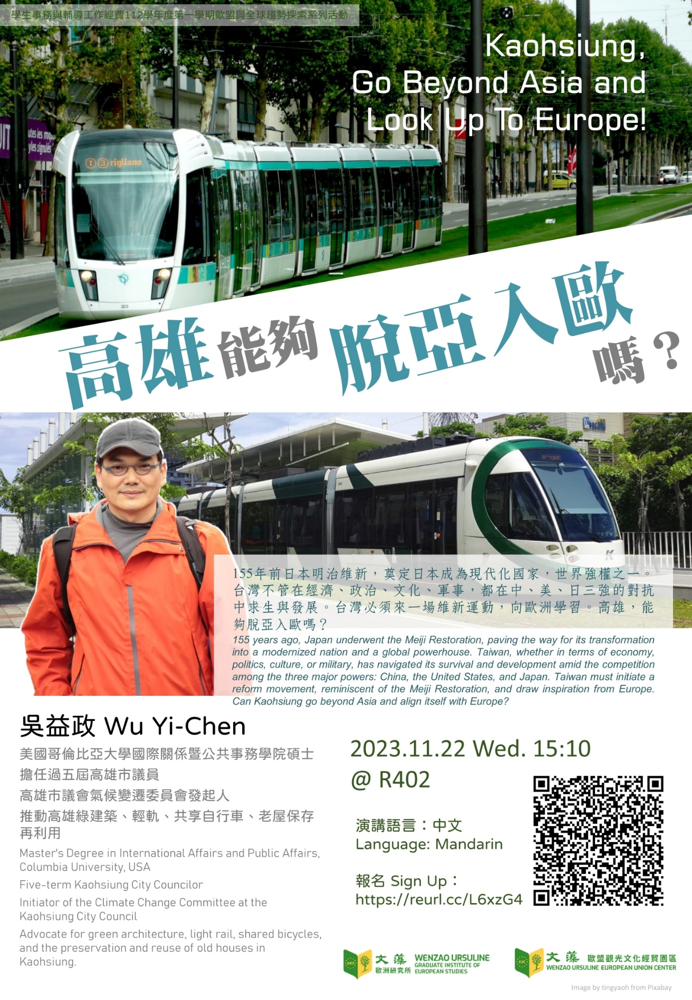 學生事務與輔導工作經費112學年度第一學期歐盟與全球趨勢探索系列活動
Kaohsiung,
Go Beyond Asia and
Look Up To Europe!
utes les
yles signalés
T 3 rigliano
303
高雄能夠脫亞入歐
嗎？
K
155年前日本明治維新，奠定日本成為現代化國家，世界強權之一。
台灣不管在經濟、政治、文化、軍事，都在中、美、日三強的對抗
中求生與發展。台灣必須來一場維新運動，向歐洲學習。高雄，能
夠脫亞入歐嗎？
155 years ago, Japan underwent the Meiji Restoration, paving the way for its transformation
into a modernized nation and a global powerhouse. Taiwan, whether in terms of economy,
politics, culture, or military, has navigated its survival and development amid the competition
among the three major powers: China, the United States, and Japan. Taiwan must initiate a
reform movement, reminiscent of the Meiji Restoration, and draw inspiration from Europe.
Can Kaohsiung go beyond Asia and align itself with Europe?
吳益政 Wu Yi-Chen
美國哥倫比亞大學國際關係暨公共事務學院碩士
擔任過五屆高雄市議員
高雄市議會氣候變遷委員會發起人
推動高雄綠建築、輕軌、共享自行車、老屋保存
再利用
Master's Degree in International Affairs and Public Affairs,
Columbia University, USA
Five-term Kaohsiung City Councilor
Initiator of the Climate Change Committee at the
Kaohsiung City Council
Advocate for green architecture, light rail, shared bicycles,
and the preservation and reuse of old houses in
Kaohsiung.
2023.11.22 Wed. 15:10
@ R402
演講語言：中文
Language: Mandarin
報名 Sign Up：
https://reurl.cc/L6xzG4
GIES
文藻
歐洲研究所
WENZAO URSULINE
GRADUATE INSTITUTE OF
EUROPEAN STUDIES
EUC
文藻 歐盟觀光文化經貿園區
WENZAO URSULINE EUROPEAN UNION CENTER
Image by tingyaoh from Pixabay